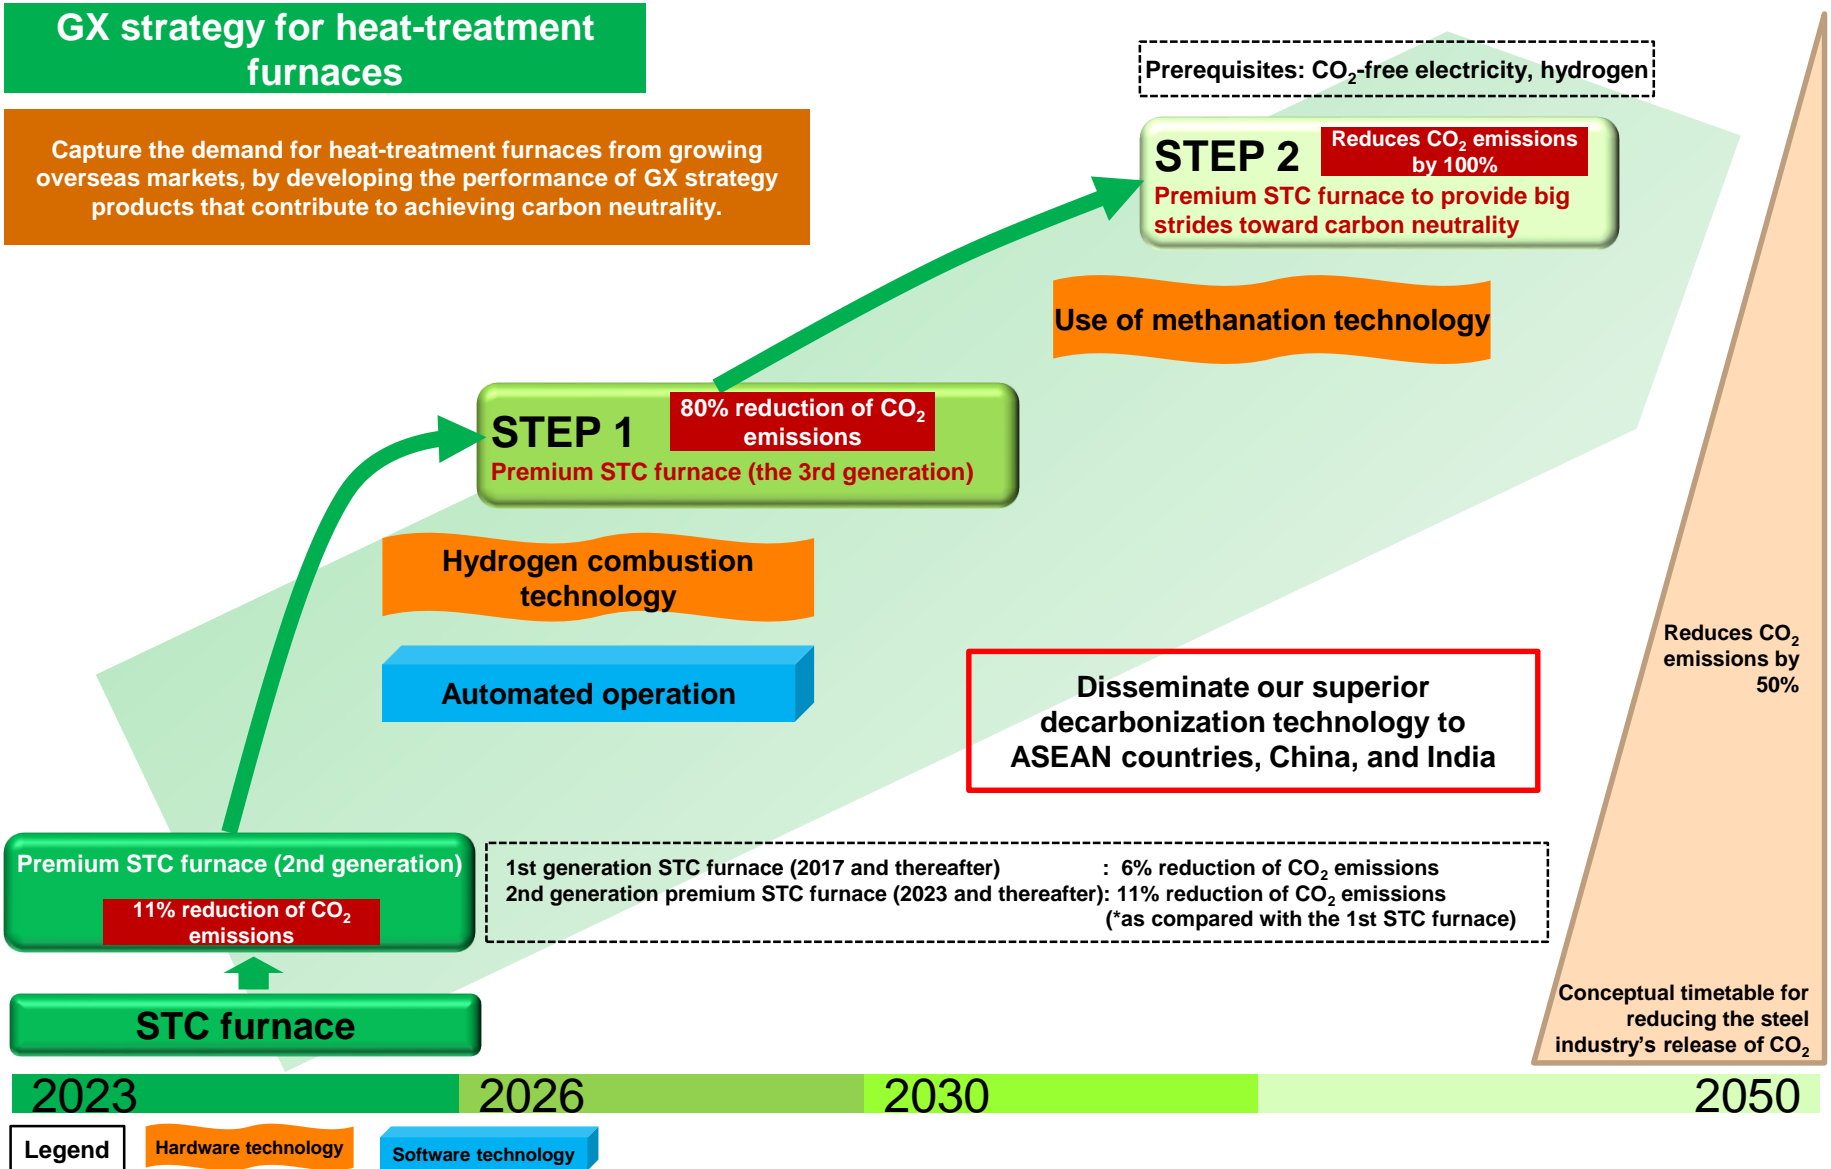 GX strategy for heat-treatment
furnaces
Capture the demand for heat-treatment furnaces from growing
overseas markets, by developing the performance of GX strategy
products that contribute to achieving carbon neutrality.
Prerequisites: CO₂-free electricity, hydrogen
STEP 2
Reduces CO₂ emissions
by 100%
Premium STC furnace to provide big
strides toward carbon neutrality
Use of methanation technology
STEP 1
80% reduction of CO₂
emissions
Premium STC furnace (the 3rd generation)
Hydrogen combustion
technology
Automated operation
Disseminate our superior
decarbonization technology to
ASEAN countries, China, and India
Reduces CO₂
emissions by
50%
Premium STC furnace (2nd generation)
11% reduction of CO₂
emissions
1st generation STC furnace (2017 and thereafter) : 6% reduction of CO₂ emissions
2nd generation premium STC furnace (2023 and thereafter): 11% reduction of CO₂ emissions
(*as compared with the 1st STC furnace)
STC furnace
Conceptual timetable for
reducing the steel
industry’s release of CO₂
2023 2026 2030 2050
Legend
Hardware technology
Software technology